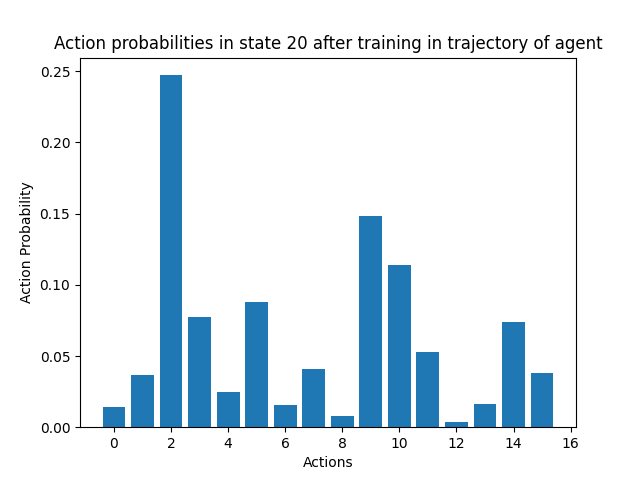 Action probabilities in state 20 after training in trajectory of agent
0.25
0.20
0.15
0.10
0.05
0.00
Action Probability
0 2 4 6 8 10 12 14 16
Actions